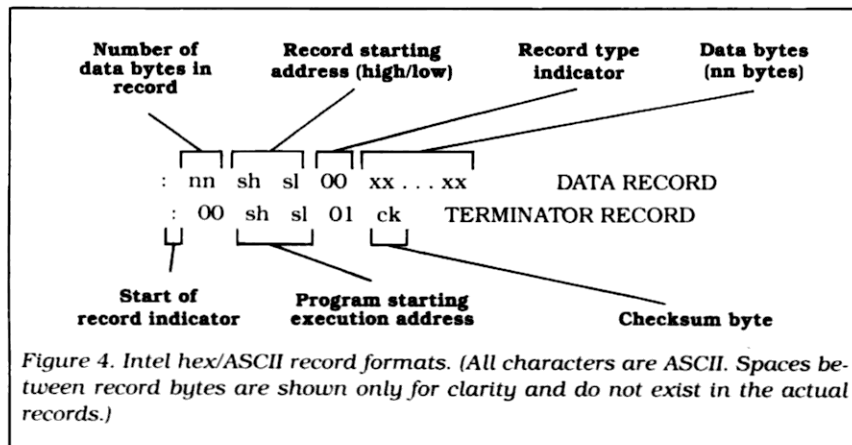 Number of data bytes in record
Record starting address (high/low)
Record type indicator
Data bytes (nn bytes)
: nn sh sl 00 xx . . . xx DATA RECORD
: 00 sh sl 01 ck TERMINATOR RECORD
Start of record indicator
Program starting execution address
Checksum byte
Figure 4. Intel hex/ASCII record formats. (All characters are ASCII. Spaces be-
tween record bytes are shown only for clarity and do not exist in the actual
records.)